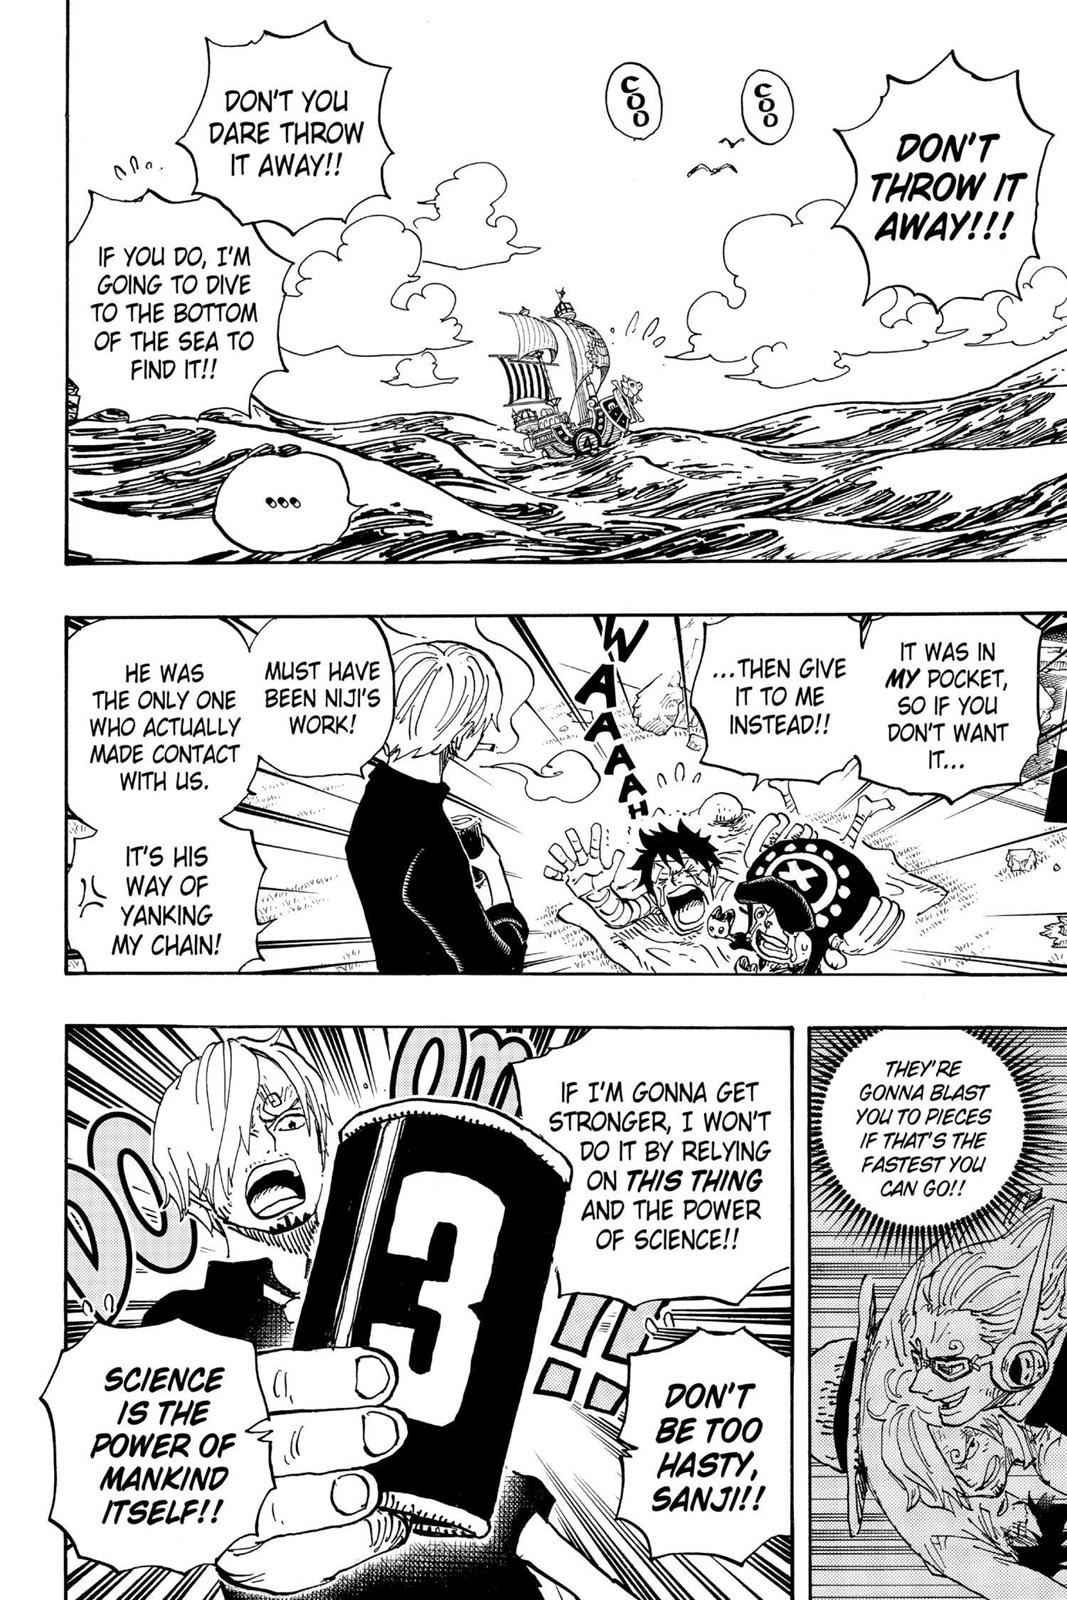 DON'T
THROW IT
AWAY!!!
COO
COO
DON'T YOU
DARE THROW
IT AWAY!!
IF YOU DO, I'M
GOING TO DIVE
TO THE BOTTOM
OF THE SEA TO
FIND IT!!
...
IT WAS IN
MY POCKET,
SO IF YOU
DON'T WANT
IT...
...THEN GIVE
IT TO ME
INSTEAD!!
WAAAAAH
MUST HAVE
BEEN NIJI'S
WORK!
HE WAS
THE ONLY ONE
WHO ACTUALLY
MADE CONTACT
WITH US.
IT'S HIS
WAY OF
YANKING
MY CHAIN!
THEY'RE
GONNA BLAST
YOU TO PIECES
IF THAT'S THE
FASTEST YOU
CAN GO!!
IF I'M GONNA GET
STRONGER, I WON'T
DO IT BY RELYING
ON THIS THING
AND THE POWER
OF SCIENCE!!
3
DON'T
BE TOO
HASTY,
SANJI!!
SCIENCE
IS THE
POWER OF
MANKIND
ITSELF!!